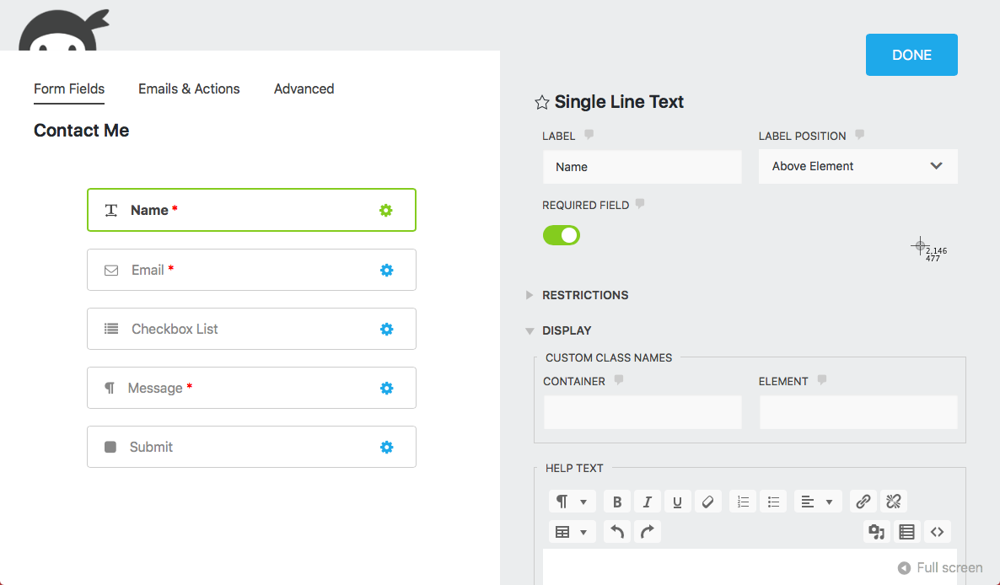 Form Fields Emails & Actions Advanced
Contact Me
Name *
Email *
Checkbox List
Message *
Submit
DONE
Single Line Text
LABEL LABEL POSITION
Name Above Element
REQUIRED FIELD
2,146
477
RESTRICTIONS
DISPLAY
CUSTOM CLASS NAMES
CONTAINER ELEMENT
HELP TEXT
Full screen